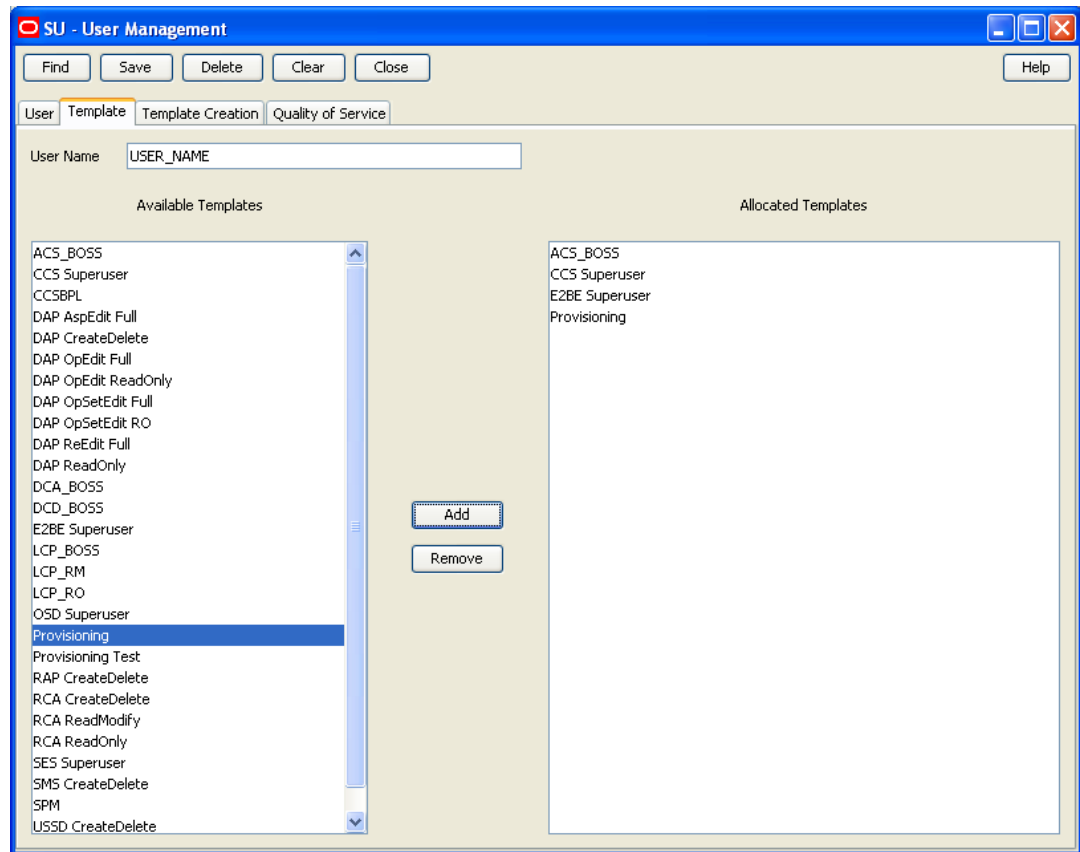 SU - User Management
Find Save Delete Clear Close Help
User Template Template Creation Quality of Service
User Name USER_NAME
Available Templates
ACS_BOSS
CCS Superuser
CCSBPL
DAP AspEdit Full
DAP CreateDelete
DAP OpEdit Full
DAP OpEdit ReadOnly
DAP OpSetEdit Full
DAP OpSetEdit RO
DAP ReEdit Full
DAP ReadOnly
DCA_BOSS
DCD_BOSS
E2BE Superuser
LCP_BOSS
LCP_RM
LCP_RO
OSD Superuser
Provisioning
Provisioning Test
RAP CreateDelete
RCA CreateDelete
RCA ReadModify
RCA ReadOnly
SES Superuser
SMS CreateDelete
SPM
USSD CreateDelete
Add
Remove
Allocated Templates
ACS_BOSS
CCS Superuser
E2BE Superuser
Provisioning